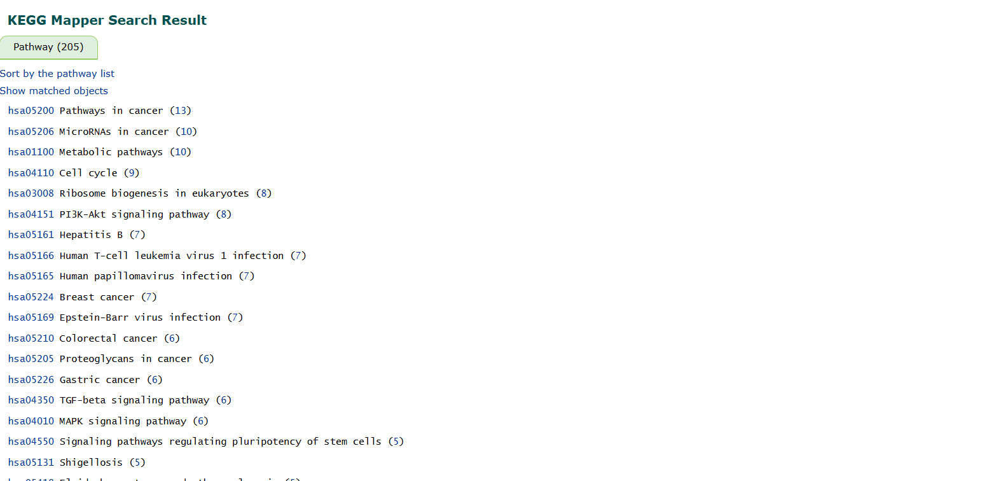 KEGG Mapper Search Result
Pathway (205)
Sort by the pathway list
Show matched objects
hsa05200 Pathways in cancer (13)
hsa05206 MicroRNAs in cancer (10)
hsa01100 Metabolic pathways (10)
hsa04110 Cell cycle (9)
hsa03008 Ribosome biogenesis in eukaryotes (8)
hsa04151 PI3K-Akt signaling pathway (8)
hsa05161 Hepatitis B (7)
hsa05166 Human T-cell leukemia virus 1 infection (7)
hsa05165 Human papillomavirus infection (7)
hsa05224 Breast cancer (7)
hsa05169 Epstein-Barr virus infection (7)
hsa05210 Colorectal cancer (6)
hsa05205 Proteoglycans in cancer (6)
hsa05226 Gastric cancer (6)
hsa04350 TGF-beta signaling pathway (6)
hsa04010 MAPK signaling pathway (6)
hsa04550 Signaling pathways regulating pluripotency of stem cells (5)
hsa05131 Shigellosis (5)